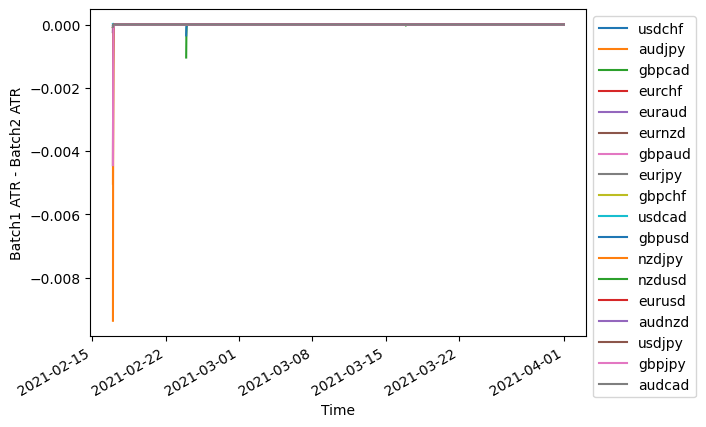 0.000
−0.002
−0.004
−0.006
−0.008
Batch1 ATR - Batch2 ATR
2021-02-15
2021-02-22
2021-03-01
2021-03-08
2021-03-15
2021-03-22
2021-04-01
Time
usdchf
audjpy
gbpcad
eurchf
euraud
eurnzd
gbpaud
eurjpy
gbpchf
usdcad
gbpusd
nzdjpy
nzdusd
eurusd
audnzd
usdjpy
gbpjpy
audcad